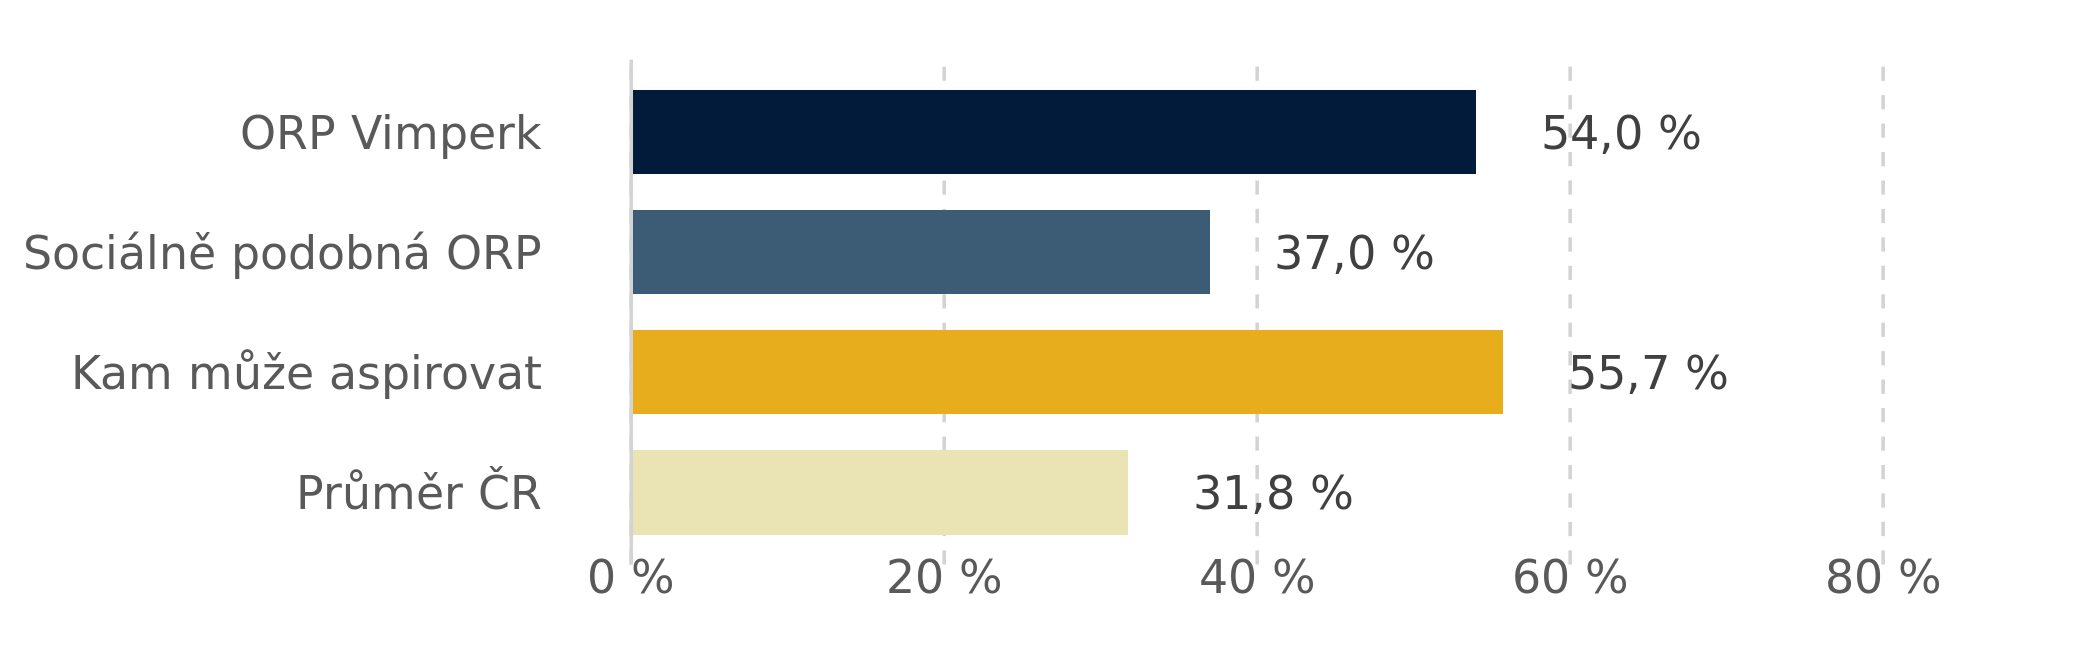 ORP Vimperk
54,0 %
Sociálně podobná ORP
37,0 %
Kam může aspirovat
55,7 %
Průměr ČR
31,8 %
0 %
20 %
40 %
60 %
80 %